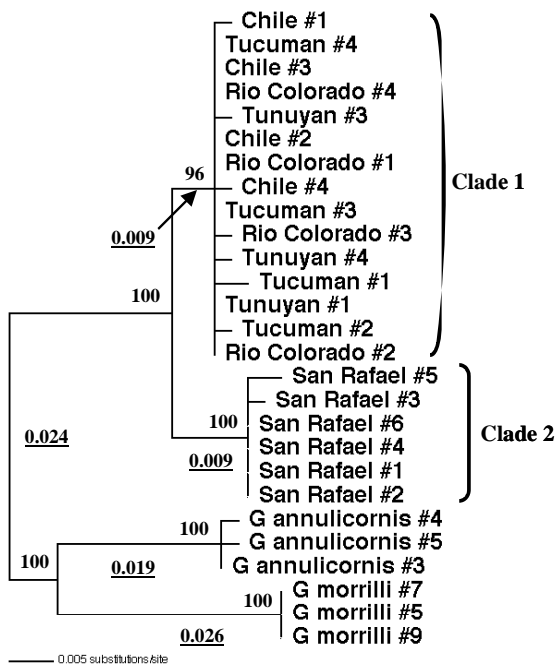 Chile #1
Tucuman #4
Chile #3
Rio Colorado #4
Tunuyan #3
Chile #2
Rio Colorado #1
96
Chile #4
Clade 1
Tucuman #3
0.009
Rio Colorado #3
Tunuyan #4
Tucuman #1
100
Tunuyan #1
Tucuman #2
Rio Colorado #2
San Rafael #5
San Rafael #3
100
San Rafael #6
Clade 2
0.024
San Rafael #4
0.009
San Rafael #1
San Rafael #2
G annulicornis #4
100
G annulicornis #5
100
0.019
G annulicornis #3
G morrilli #7
100
G morrilli #5
0.026
G morrilli #9
0.005 substitutions/site